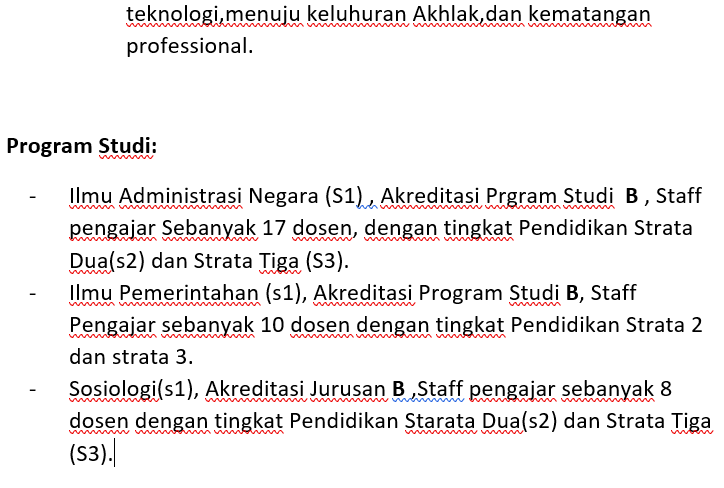 teknologi,menuju keluhuran Akhlak,dan kematangan
professional.
Program Studi:
- Ilmu Administrasi Negara (S1) , Akreditasi Prgram Studi B , Staff
pengajar Sebanyak 17 dosen, dengan tingkat Pendidikan Strata
Dua(s2) dan Strata Tiga (S3).
- Ilmu Pemerintahan (s1), Akreditasi Program Studi B, Staff
Pengajar sebanyak 10 dosen dengan tingkat Pendidikan Strata 2
dan strata 3.
- Sosiologi(s1), Akreditasi Jurusan B ,Staff pengajar sebanyak 8
dosen dengan tingkat Pendidikan Starata Dua(s2) dan Strata Tiga
(S3).